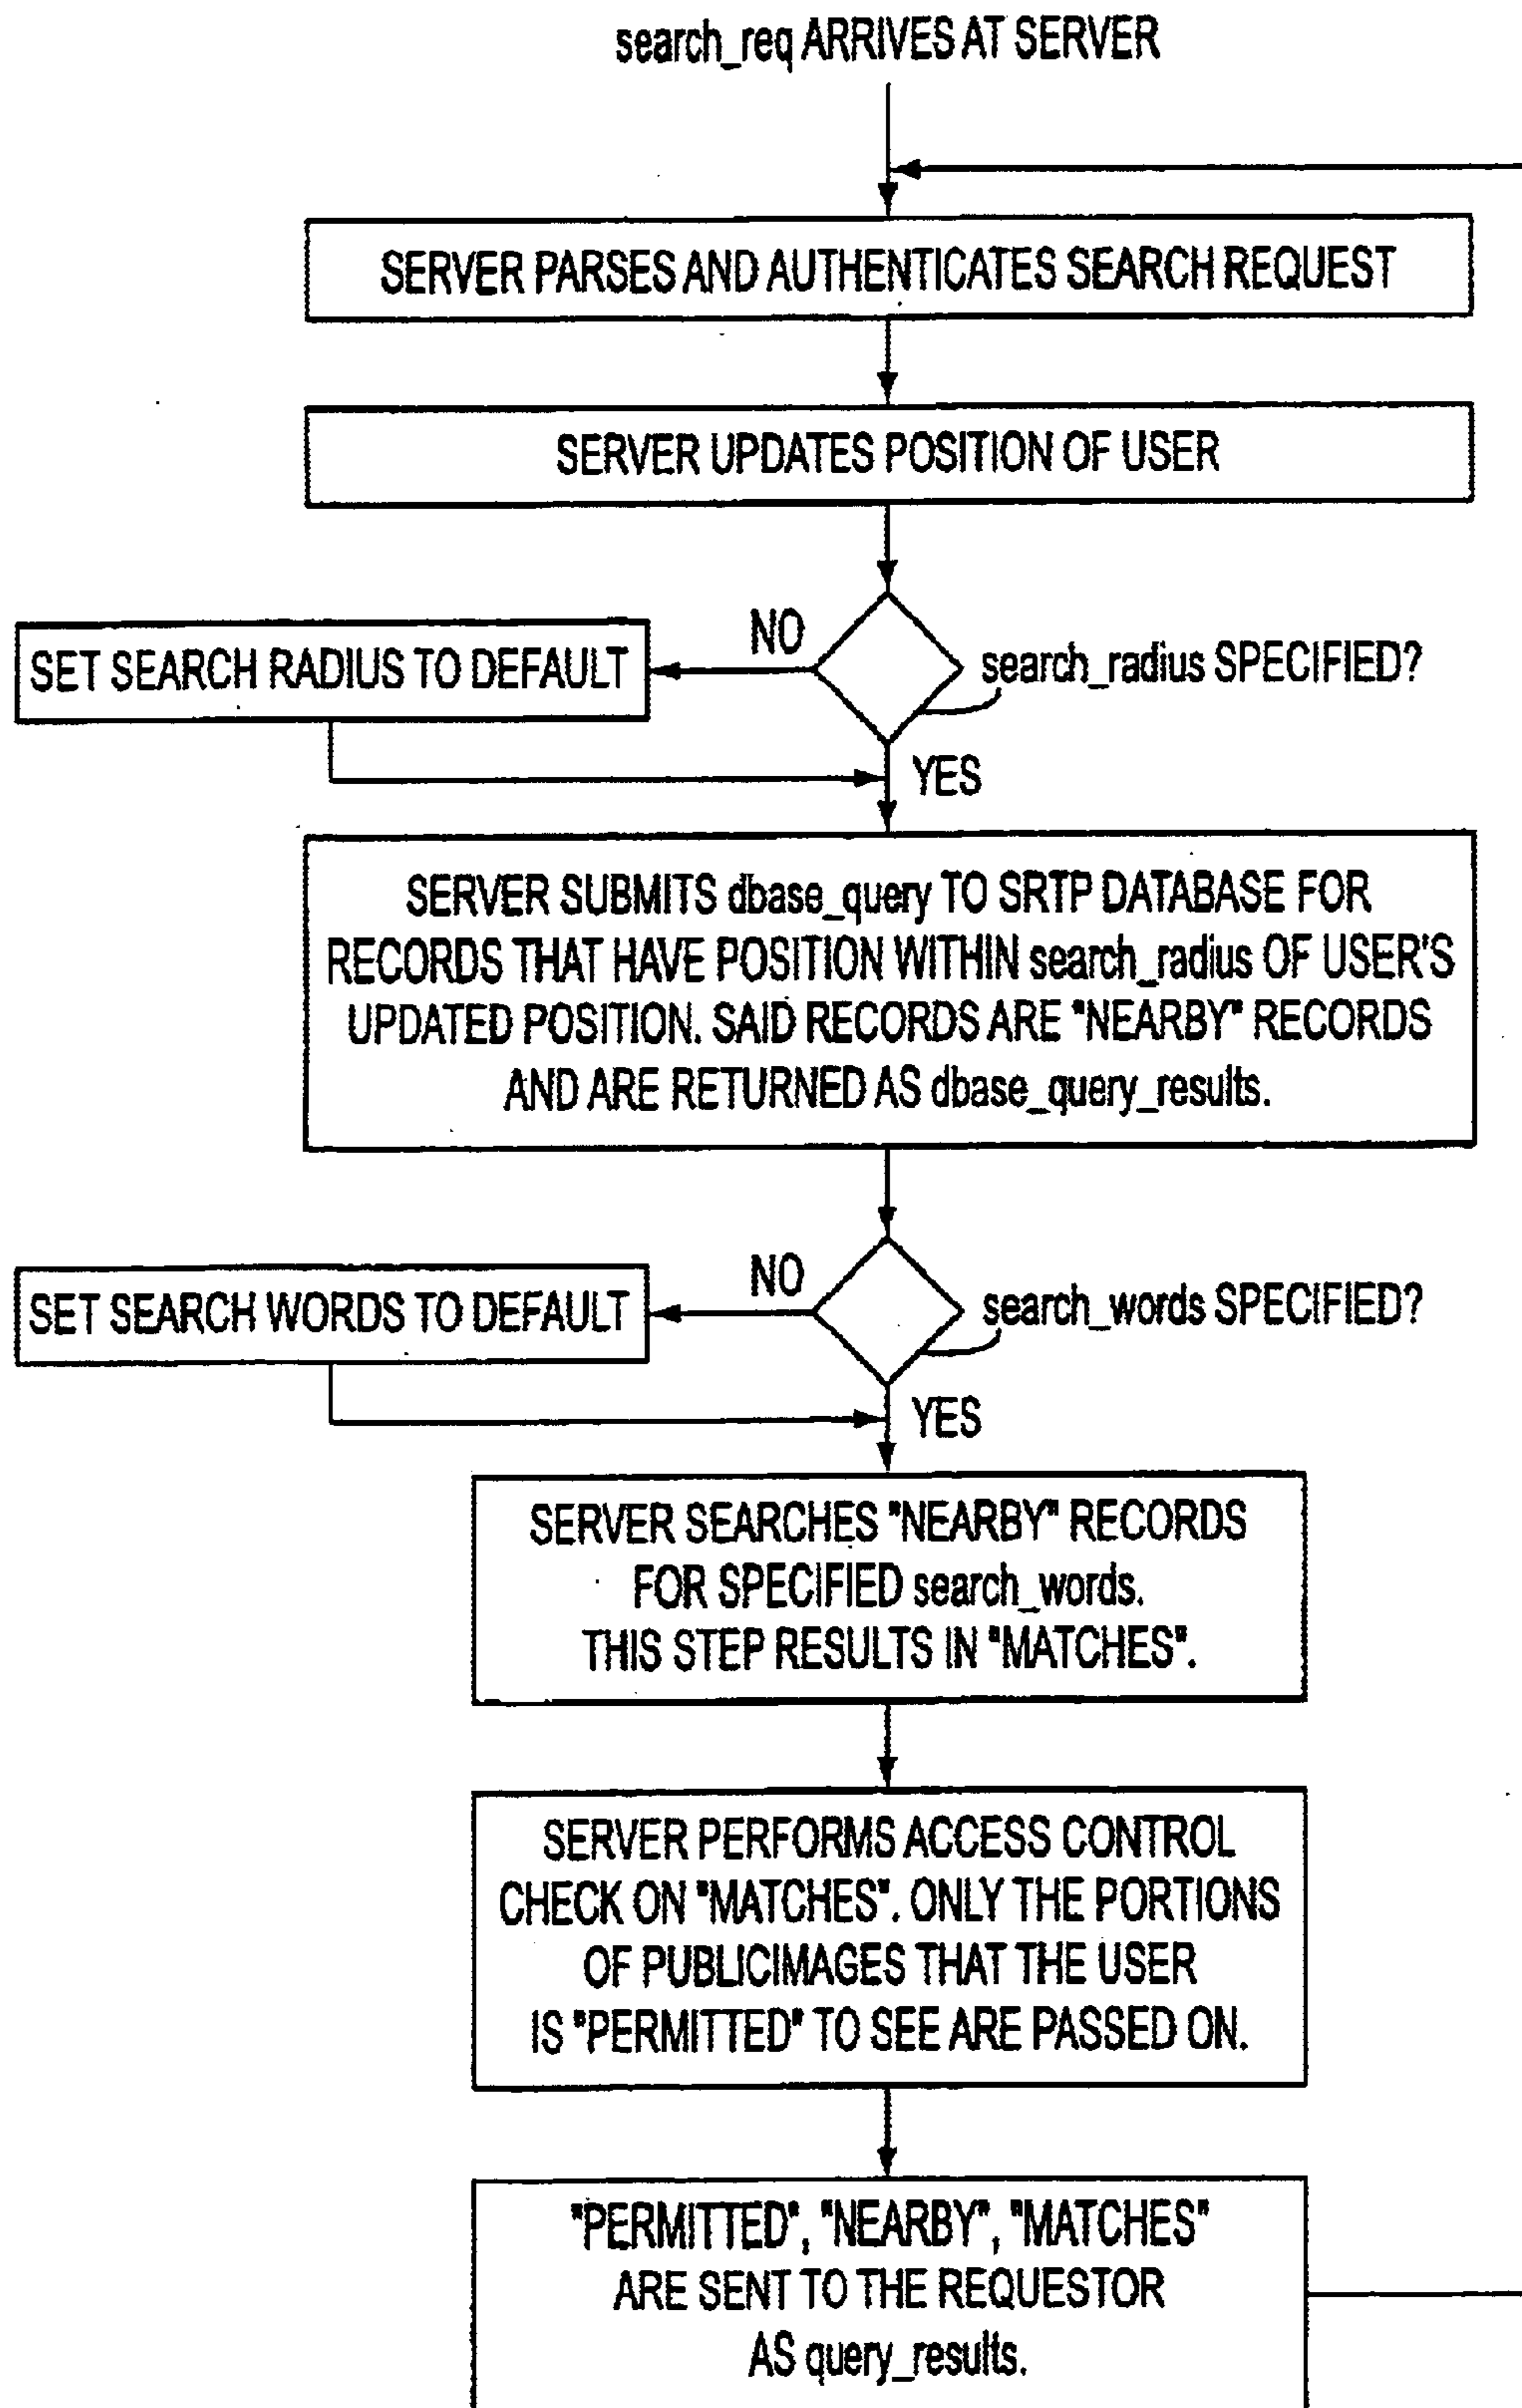 search_req ARRIVES AT SERVER
SERVER PARSES AND AUTHENTICATES SEARCH REQUEST
SERVER UPDATES POSITION OF USER
NO
SET SEARCH RADIUS TO DEFAULT
search_radius SPECIFIED?
YES
SERVER SUBMITS dbase_query TO SRTP DATABASE FOR
RECORDS THAT HAVE POSITION WITHIN search_radius OF USER'S
UPDATED POSITION. SAID RECORDS ARE "NEARBY" RECORDS
AND ARE RETURNED AS dbase_query_results.
NO
SET SEARCH WORDS TO DEFAULT
search_words SPECIFIED?
YES
SERVER SEARCHES "NEARBY" RECORDS
FOR SPECIFIED search_words.
THIS STEP RESULTS IN "MATCHES".
SERVER PERFORMS ACCESS CONTROL
CHECK ON "MATCHES". ONLY THE PORTIONS
OF PUBLICIMAGES THAT THE USER
IS "PERMITTED" TO SEE ARE PASSED ON.
"PERMITTED", "NEARBY", "MATCHES"
ARE SENT TO THE REQUESTOR
AS query_results.